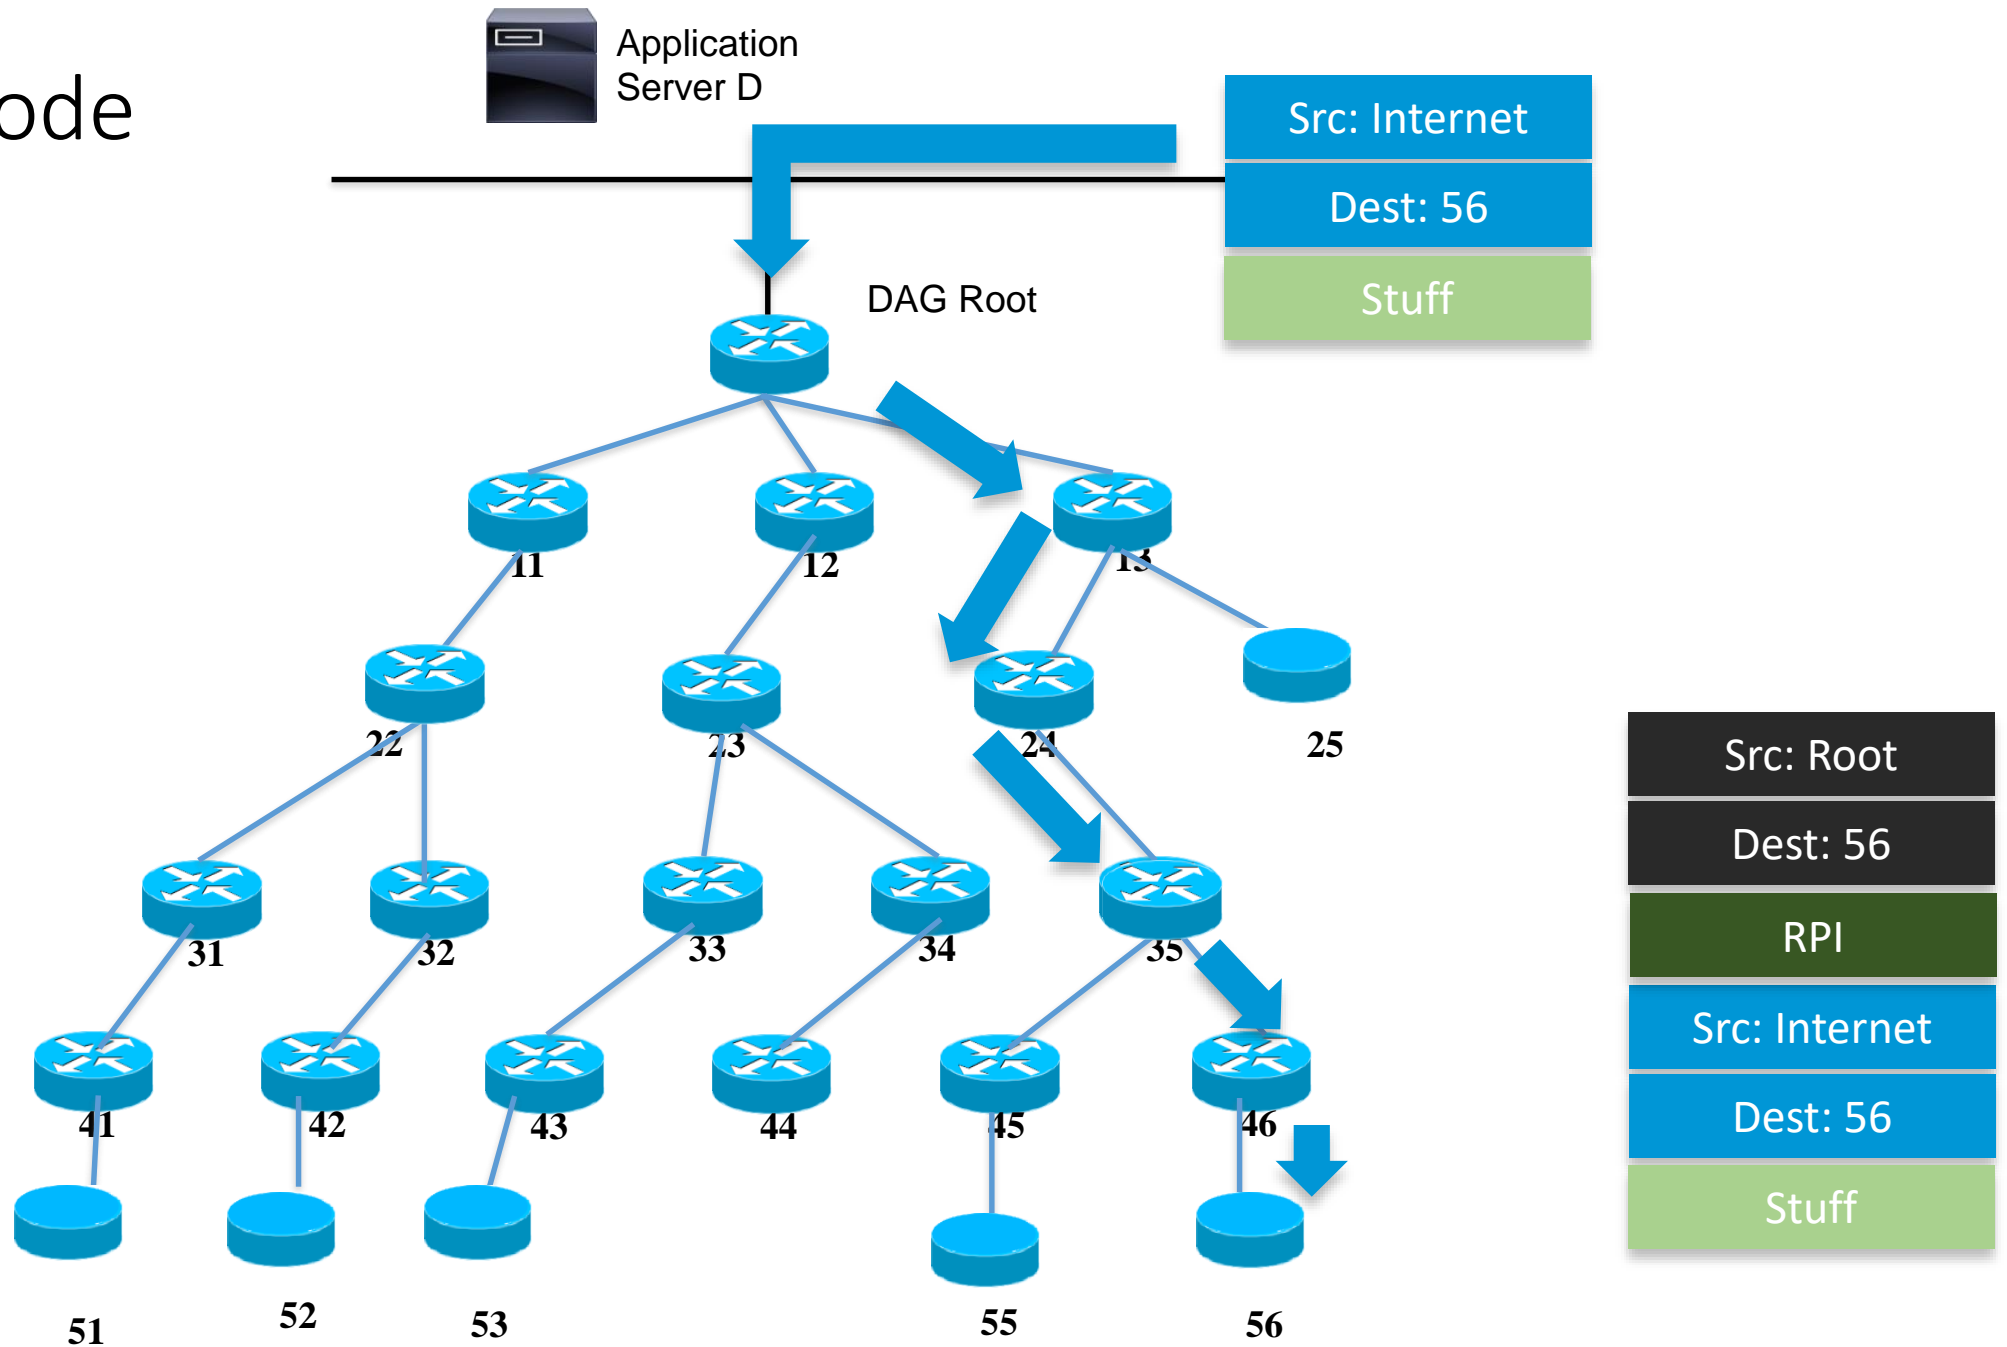 ode
Application
Server D
Src: Internet
Dest: 56
Stuff
DAG Root
11
12
13
22
23
24
25
Src: Root
Dest: 56
RPI
Src: Internet
Dest: 56
Stuff
31
32
33
34
35
41
42
43
44
45
46
51
52
53
55
56